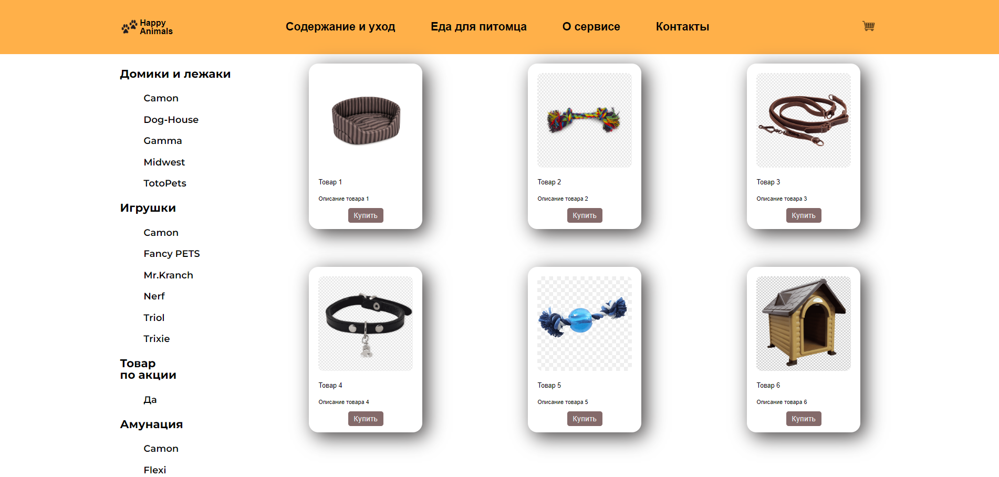 Happy
Animals
Содержание и уход
Еда для питомца
О сервисе
Контакты
Домики и лежаки
Camon
Dog-House
Gamma
Midwest
TotoPets
Игрушки
Camon
Fancy PETS
Mr.Kranch
Nerf
Triol
Trixie
Товар
по акции
Да
Амунация
Camon
Flexi
Товар 1
Описание товара 1
Купить
Товар 2
Описание товара 2
Купить
Товар 3
Описание товара 3
Купить
Товар 4
Описание товара 4
Купить
Товар 5
Описание товара 5
Купить
Товар 6
Описание товара 6
Купить